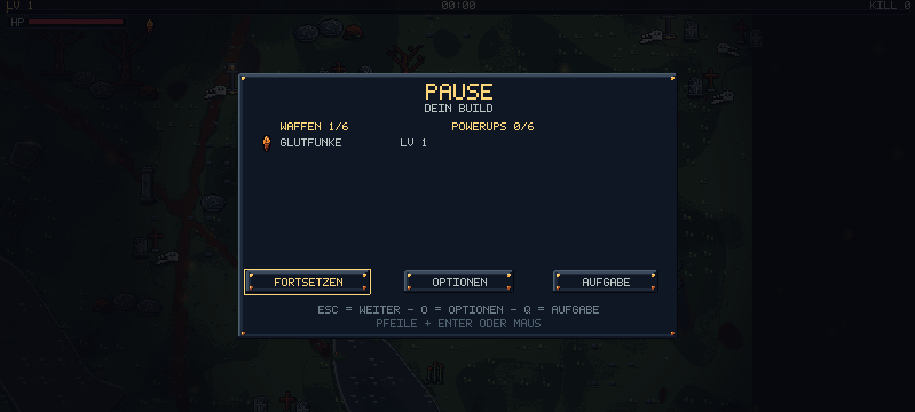 LV 1 00:00 KILL 0
HP
PAUSE
DEIN BUILD
WAFFEN 1/6 POWERUPS 0/6
GLUTFUNKE LV 1
FORTSETZEN OPTIONEN AUFGABE
ESC = WEITER - O = OPTIONEN - Q = AUFGABE
PFEILE + ENTER ODER MAUS